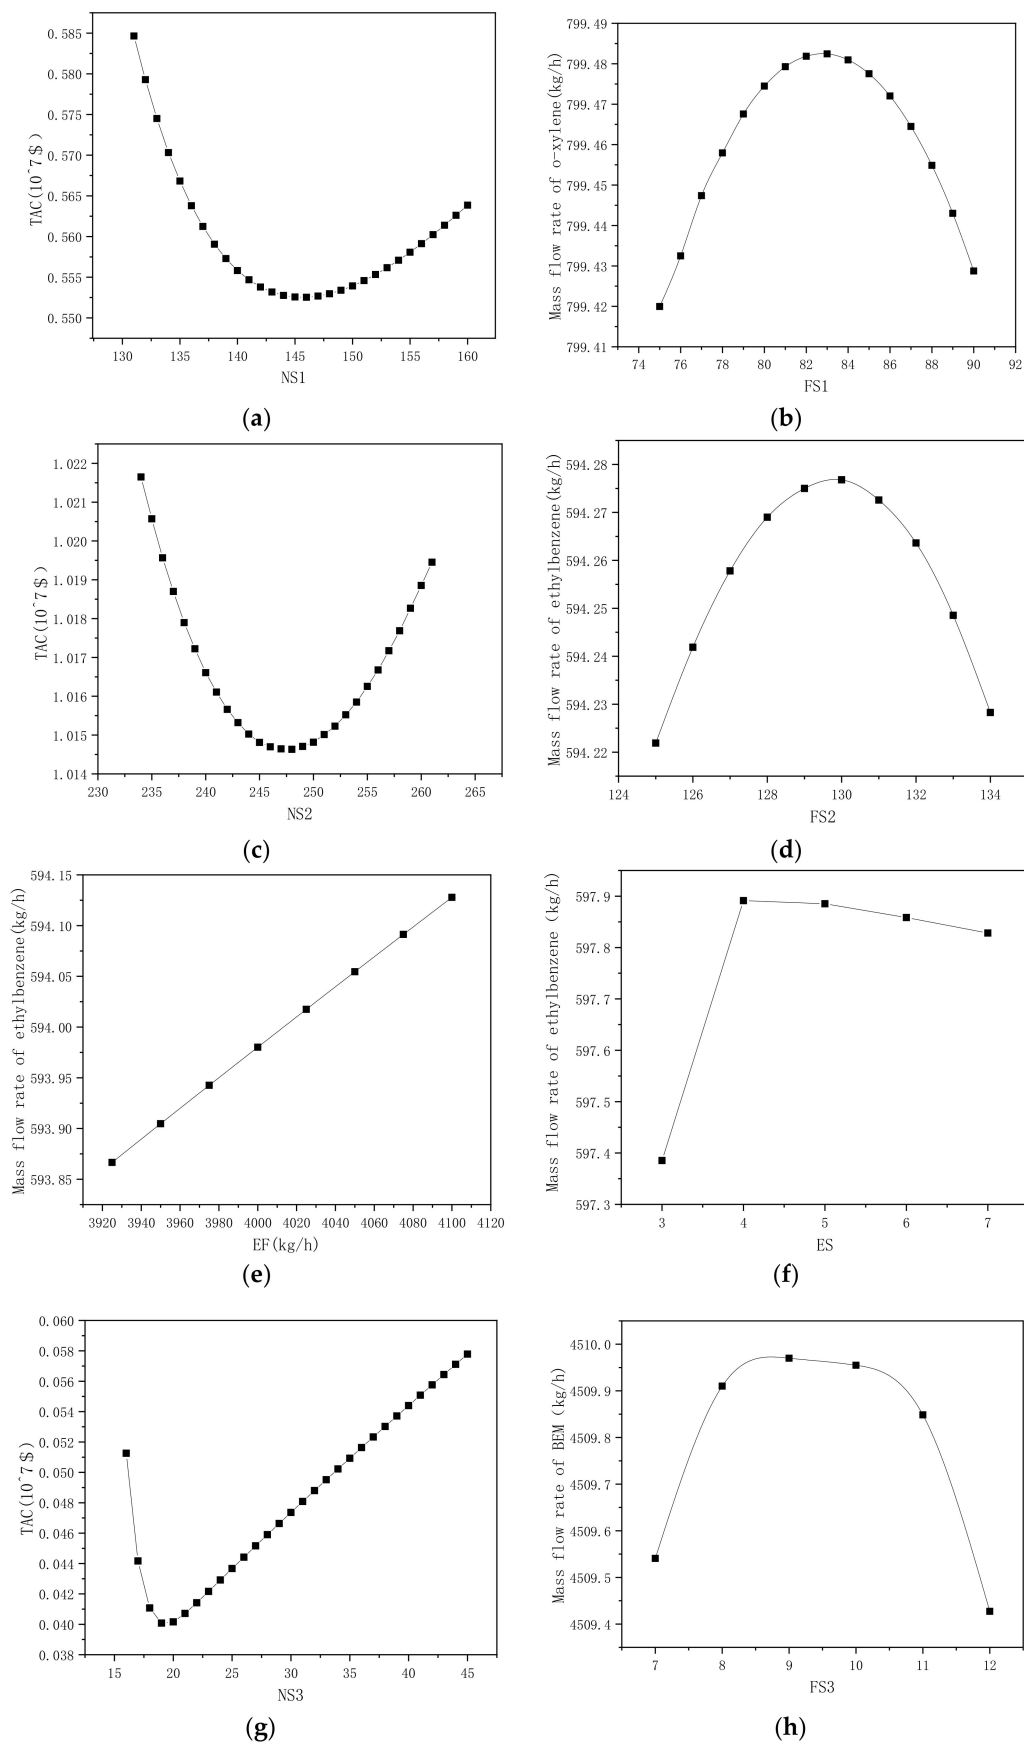 0.585
0.580
0.575
0.570
0.565
0.560
0.555
0.550
TAC(10^7$)
130 135 140 145 150 155 160
NS1
(a)
799.49
799.48
799.47
799.46
799.45
799.44
799.43
799.42
799.41
Mass flow rate of o-xylene(kg/h)
74 76 78 80 82 84 86 88 90 92
FS1
(b)
1.022
1.021
1.020
1.019
1.018
1.017
1.016
1.015
1.014
TAC(10^7$)
230 235 240 245 250 255 260 265
NS2
(c)
594.28
594.27
594.26
594.25
594.24
594.23
594.22
Mass flow rate of ethylbenzene(kg/h)
124 126 128 130 132 134
FS2
(d)
594.15
594.10
594.05
594.00
593.95
593.90
593.85
Mass flow rate of ethylbenzene(kg/h)
3920 3940 3960 3980 4000 4020 4040 4060 4080 4100 4120
EF(kg/h)
(e)
597.9
597.8
597.7
597.6
597.5
597.4
597.3
Mass flow rate of ethylbenzene (kg/h)
3 4 5 6 7
ES
(f)
0.060
0.058
0.056
0.054
0.052
0.050
0.048
0.046
0.044
0.042
0.040
0.038
TAC(10^7$)
15 20 25 30 35 40 45
NS3
(g)
4510.0
4509.9
4509.8
4509.7
4509.6
4509.5
4509.4
Mass flow rate of BEM (kg/h)
7 8 9 10 11 12
FS3
(h)